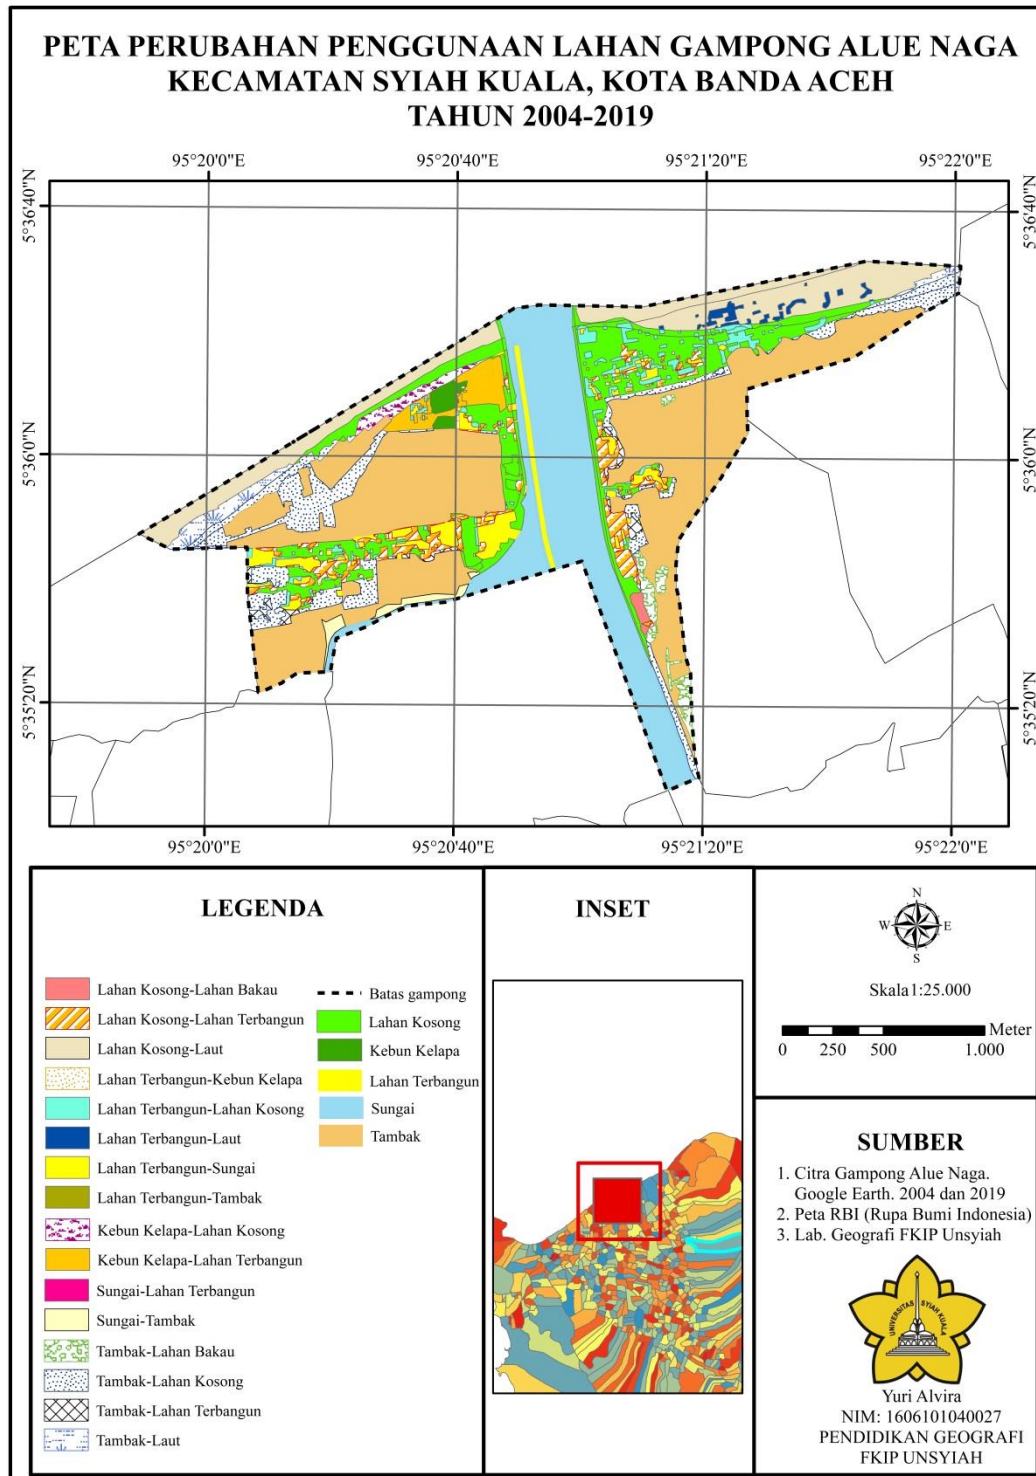 PETA PERUBAHAN PENGGUNAAN LAHAN GAMPONG ALUE NAGA
KECAMATAN SYIAH KUALA, KOTA BANDA ACEH
TAHUN 2004-2019
95°20'0"E 95°20'40"E 95°21'20"E 95°22'0"E
5°36'40"N 5°36'40"N
5°36'0"N 5°36'0"N
5°35'20"N 5°35'20"N
95°20'0"E 95°20'40"E 95°21'20"E 95°22'0"E
LEGENDA
Lahan Kosong-Lahan Bakau
Lahan Kosong-Lahan Terbangun
Lahan Kosong-Laut
Lahan Terbangun-Kebun Kelapa
Lahan Terbangun-Lahan Kosong
Lahan Terbangun-Laut
Lahan Terbangun-Sungai
Lahan Terbangun-Tambak
Kebun Kelapa-Lahan Kosong
Kebun Kelapa-Lahan Terbangun
Sungai-Lahan Terbangun
Sungai-Tambak
Tambak-Lahan Bakau
Tambak-Lahan Kosong
Tambak-Lahan Terbangun
Tambak-Laut
Batas gampong
Lahan Kosong
Kebun Kelapa
Lahan Terbangun
Sungai
Tambak
INSET
N
W E
S
Skala1:25.000
Meter
0 250 500 1.000
SUMBER
1. Citra Gampong Alue Naga.
Google Earth. 2004 dan 2019
2. Peta RBI (Rupa Bumi Indonesia)
3. Lab. Geografi FKIP Unsyiah
UNIVERSITAS SYIAH KUALA
Yuri Alvira
NIM: 1606101040027
PENDIDIKAN GEOGRAFI
FKIP UNSYIAH